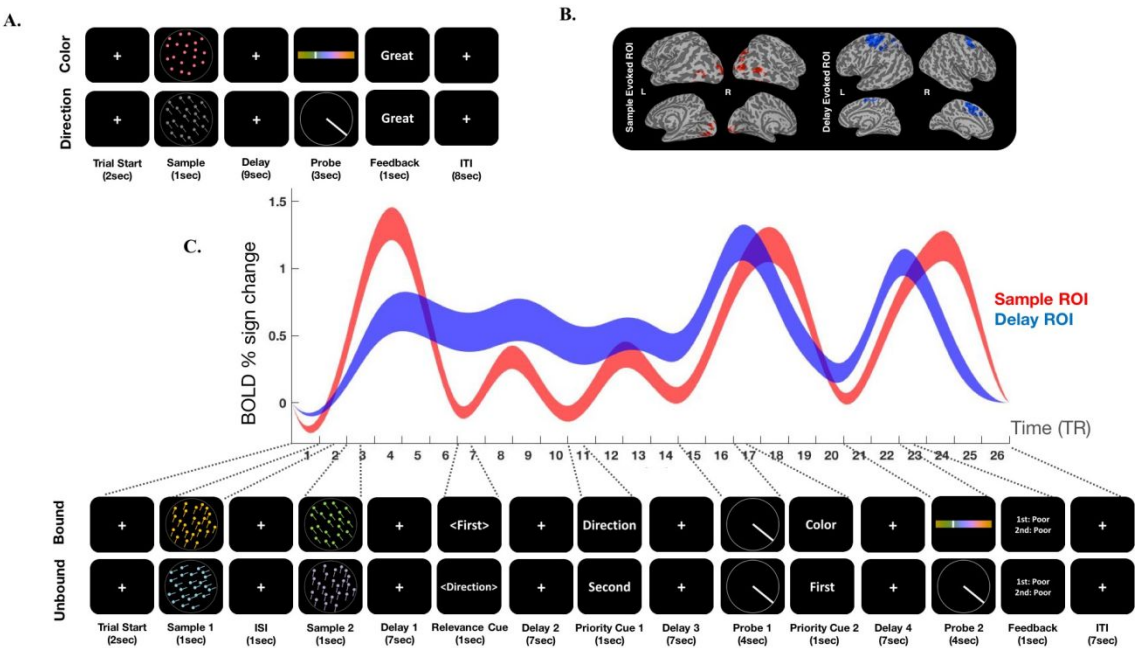 A.
Color
Great
Direction
Great
Trial Start
(2sec)
Sample
(1sec)
Delay
(9sec)
Probe
(3sec)
Feedback
(1sec)
ITI
(8sec)
B.
Sample Evoked ROI
L
R
Delay Evoked ROI
L
R
C.
BOLD % sign change
1.5
1
0.5
0
Sample ROI
Delay ROI
Time (TR)
1 2 3 4 5 6 7 8 9 10 11 12 13 14 15 16 17 18 19 20 21 22 23 24 25 26
Bound
<First>
Direction
Color
1st: Poor
2nd: Poor
Unbound
<Direction>
Second
First
1st: Poor
2nd: Poor
Trial Start
(2sec)
Sample 1
(1sec)
ISI
(1sec)
Sample 2
(1sec)
Delay 1
(7sec)
Relevance Cue
(1sec)
Delay 2
(7sec)
Priority Cue 1
(1sec)
Delay 3
(7sec)
Probe 1
(4sec)
Priority Cue 2
(1sec)
Delay 4
(7sec)
Probe 2
(4sec)
Feedback
(1sec)
ITI
(7sec)